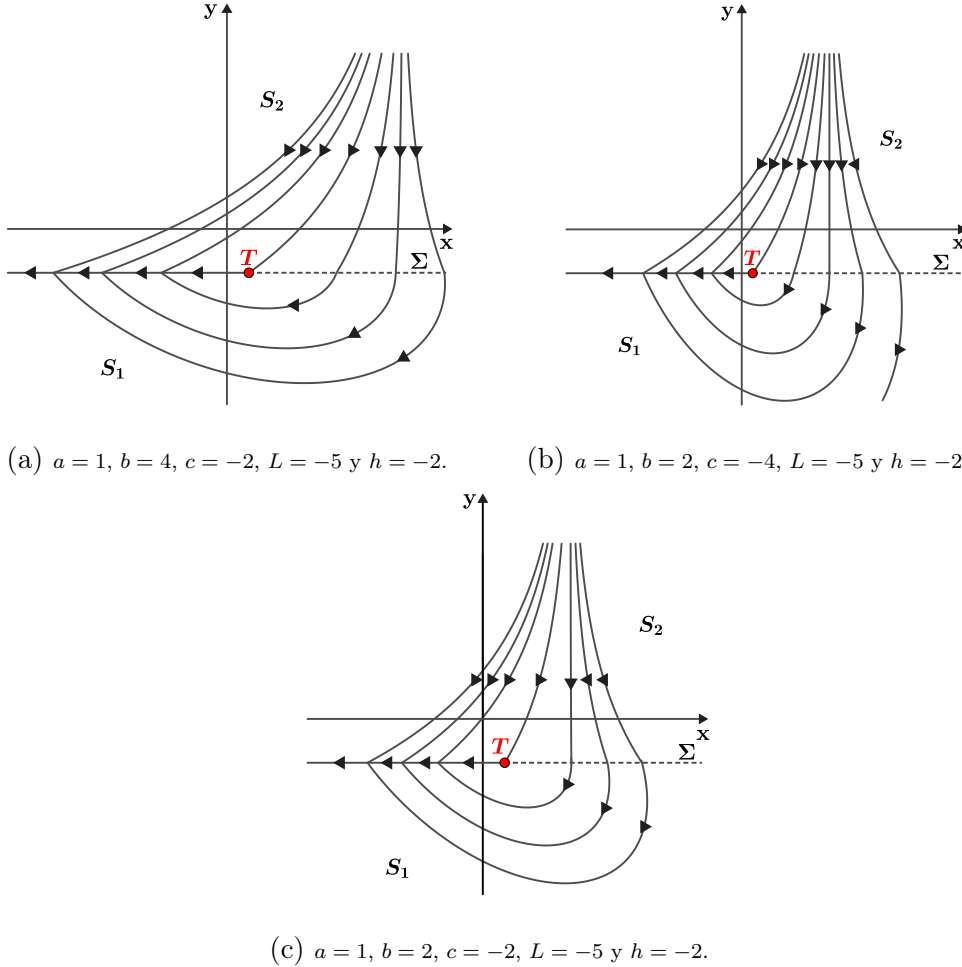 y
S₂
x
T
Σ
S₁
(a) a = 1, b = 4, c = −2, L = −5 y h = −2.
y
S₂
x
T
Σ
S₁
(b) a = 1, b = 2, c = −4, L = −5 y h = −2
y
S₂
x
T
Σ
S₁
(c) a = 1, b = 2, c = −2, L = −5 y h = −2.